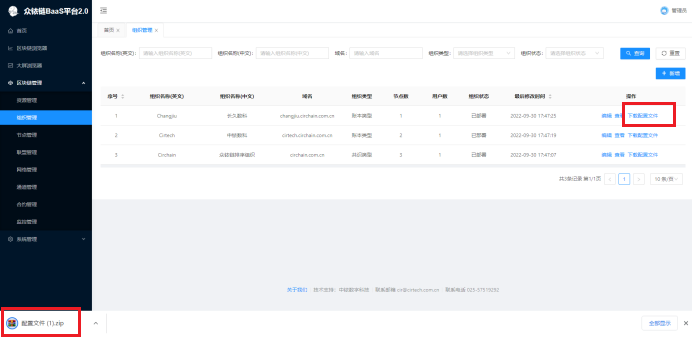 众链BaaS平台2.0
管理员
首页
区块链浏览器
大屏浏览器
区块链管理
资源管理
组织管理
节点管理
联盟管理
网络管理
通道管理
合约管理
监控管理
系统管理
首页 × 组织管理 ×
组织名称(英文): 请输入组织名称(英文) 组织名称(中文): 请输入组织名称(中文) 域名: 请输入域名 组织类型: 请选择组织类型 组织状态: 请选择组织状态 查询 重置
+ 新增
序号 组织名称(英文) 组织名称(中文) 域名 组织类型 节点数 用户数 组织状态 最后修改时间 操作
1 Changjiu 长久数科 changjiu.circhain.com.cn 账本类型 1 1 已部署 2022-09-30 17:47:25 编辑 查看 下载配置文件
2 Cirtech 中链数科 cirtech.circhain.com.cn 账本类型 2 1 已部署 2022-09-30 17:47:19 编辑 查看 下载配置文件
3 Circhain 众链排序组织 circhain.com.cn 共识类型 3 1 已部署 2022-09-30 17:47:07 编辑 查看 下载配置文件
共3条记录 第1/1页 1 10 条/页
关于我们 技术支持: 联系邮箱:cn@cirtech.com.cn 联系电话:025-57519292
配置文件 (1).zip
全部显示 ×